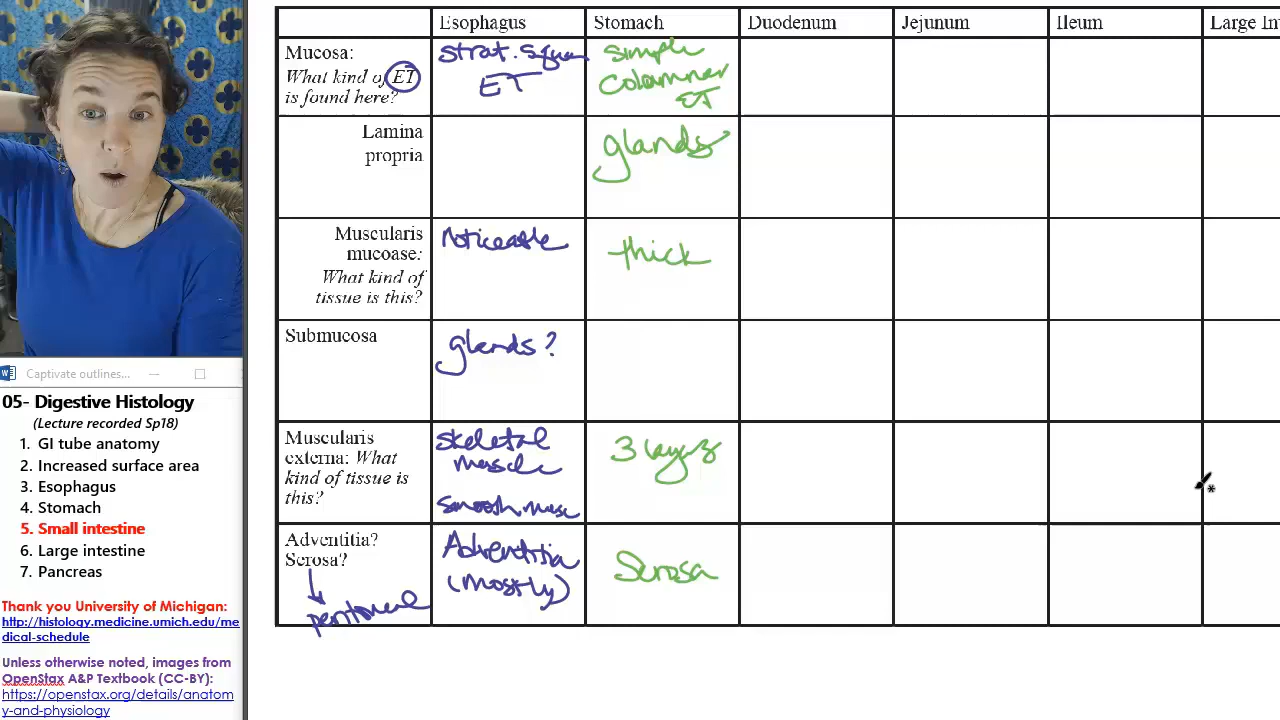 Esophagus Stomach Duodenum Jejunum Ileum Large In
Mucosa:
What kind of ET
is found here?
strat. squa
ET
simple
Columner
ET
Lamina
propria
glands
Muscularis
mucoase:
What kind of
tissue is this?
Noticeable
thick
Submucosa
glands?
Muscularis
externa: What
kind of tissue is
this?
skeletal
muscle
smooth musc
3 layers
Adventitia?
Serosa?
peritoneal
Adventitia
(mostly)
Serosa
Captivate outlines...
05- Digestive Histology
(Lecture recorded Sp18)
1. GI tube anatomy
2. Increased surface area
3. Esophagus
4. Stomach
5. Small intestine
6. Large intestine
7. Pancreas
Thank you University of Michigan:
http://histology.medicine.umich.edu/me
dical-schedule
Unless otherwise noted, images from
OpenStax A&P Textbook (CC-BY):
https://openstax.org/details/anatom
y-and-physiology